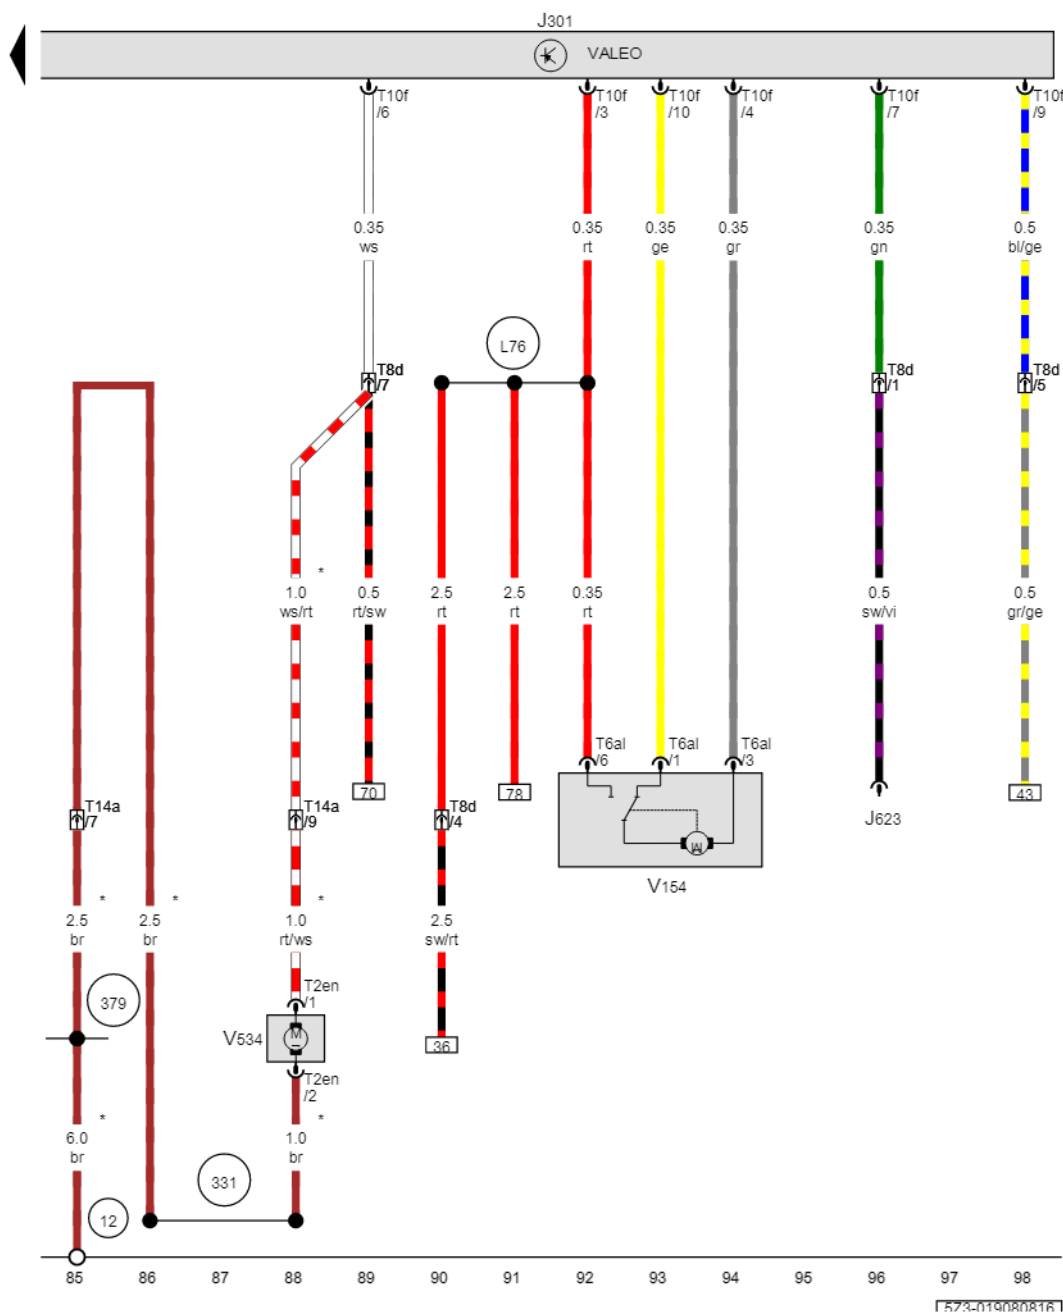 J301
VALEO
T10f
/6
T10f
/3
T10f
/10
T10f
/4
T10f
/7
T10f
/9
0.35
ws
0.35
rt
0.35
ge
0.35
gr
0.35
gn
0.5
bl/ge
L76
T8d
/7
T8d
/1
T8d
/5
*
1.0
ws/rt
0.5
rt/sw
2.5
rt
2.5
rt
0.35
rt
0.5
sw/vi
0.5
gr/ge
T6al
/6
T6al
/1
T6al
/3
70
78
43
T14a
/7
T14a
/9
T8d
/4
J623
M
V154
*
*
*
2.5
br
2.5
br
1.0
rt/ws
2.5
sw/rt
379
T2en
/1
V534
M
36
T2en
/2
*
*
6.0
br
1.0
br
331
12
85 86 87 88 89 90 91 92 93 94 95 96 97 98
573-019080816